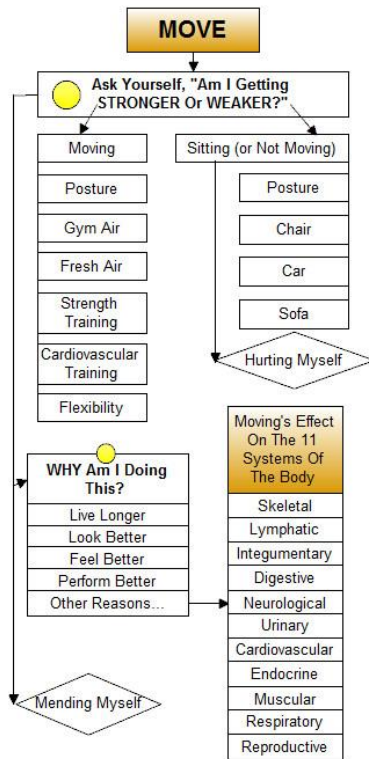 MOVE
Ask Yourself, "Am I Getting
STRONGER Or WEAKER?"
Moving
Posture
Gym Air
Fresh Air
Strength
Training
Cardiovascular
Training
Flexibility
Sitting (or Not Moving)
Posture
Chair
Car
Sofa
Hurting Myself
WHY Am I Doing
This?
Live Longer
Look Better
Feel Better
Perform Better
Other Reasons...
Mending Myself
Moving's Effect
On The 11
Systems Of
The Body
Skeletal
Lymphatic
Integumentary
Digestive
Neurological
Urinary
Cardiovascular
Endocrine
Muscular
Respiratory
Reproductive